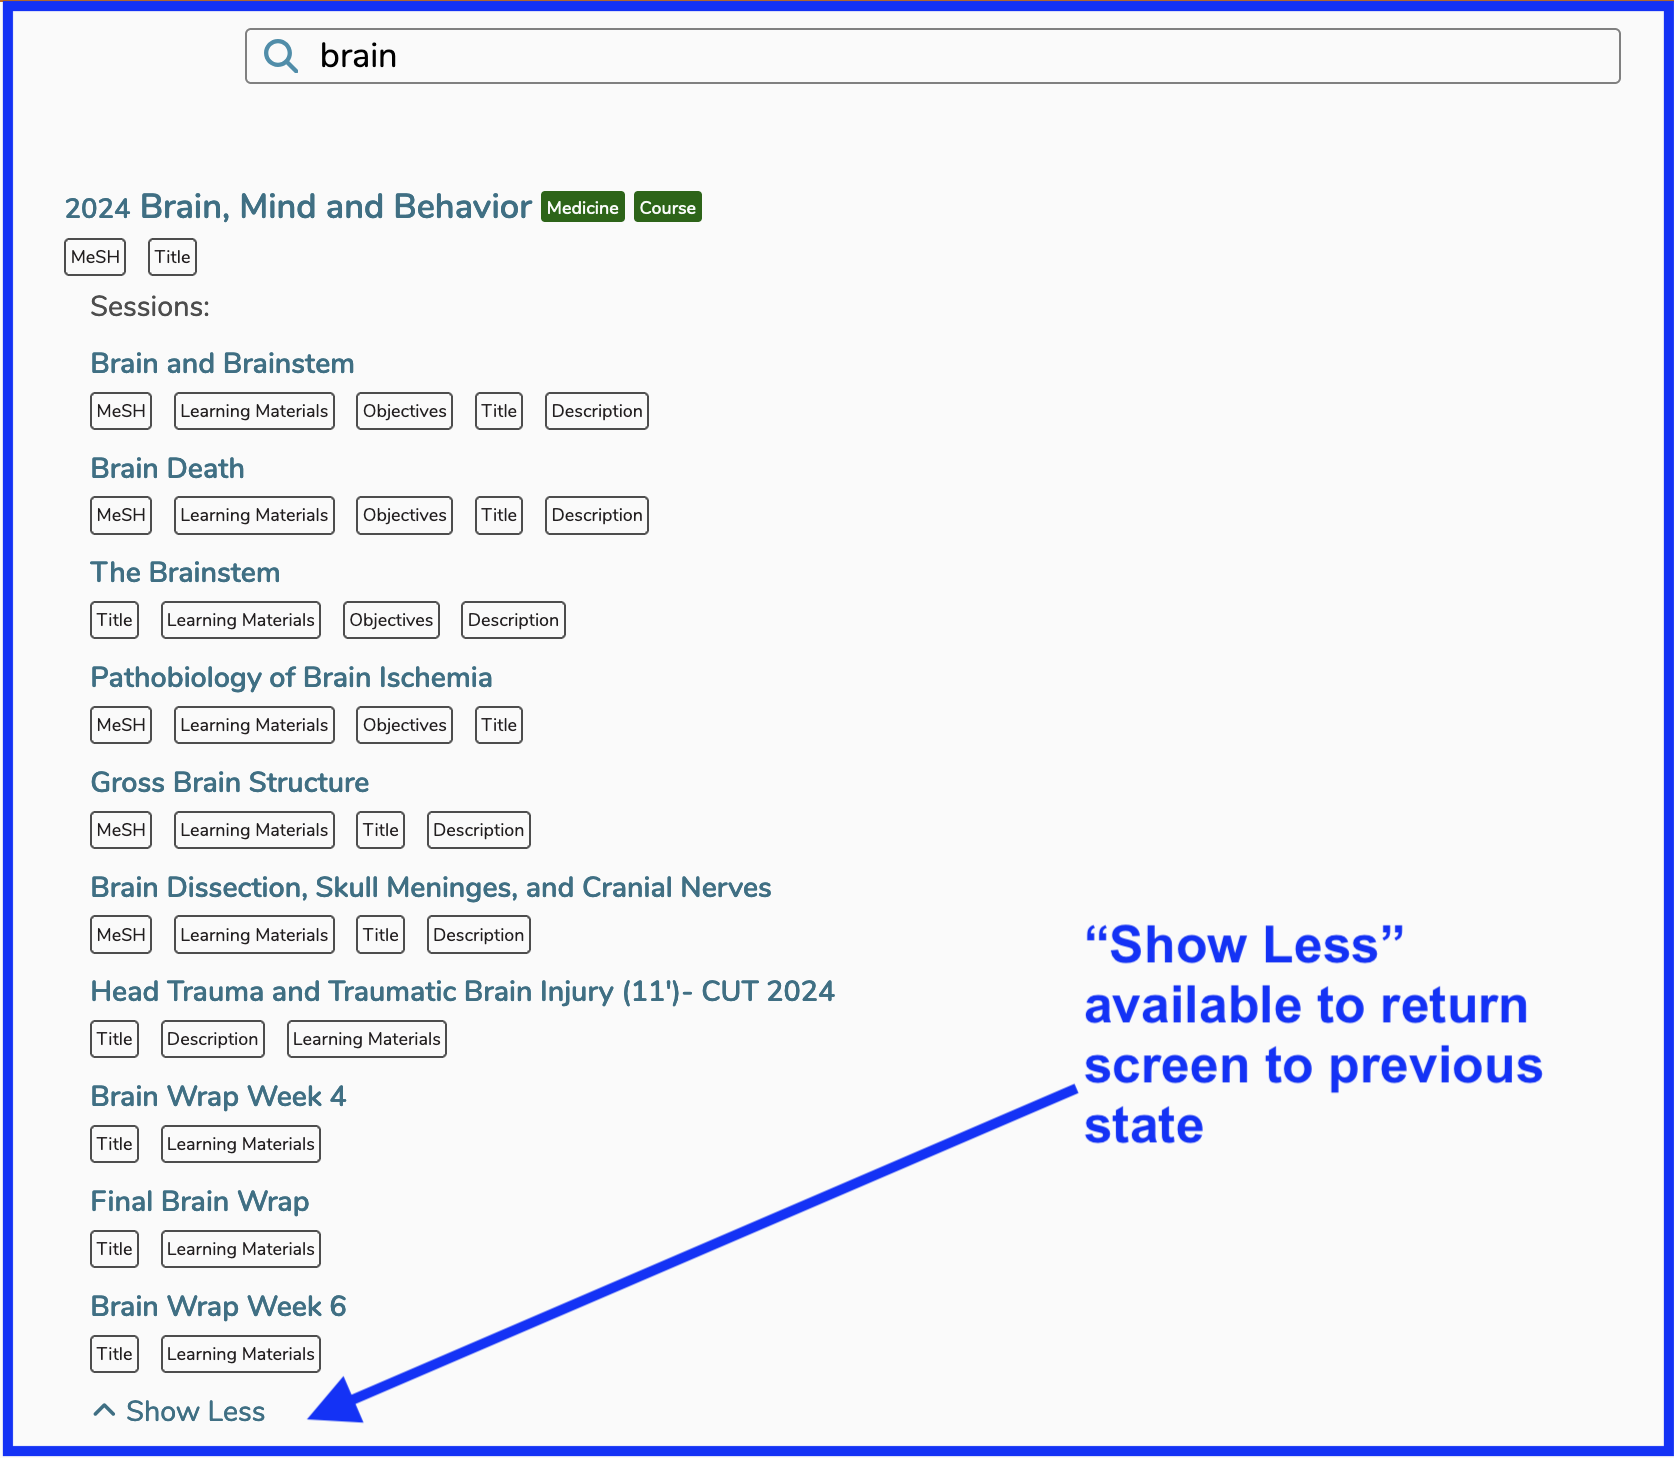 brain
2024 Brain, Mind and Behavior Medicine Course
MeSH Title
Sessions:
Brain and Brainstem
MeSH Learning Materials Objectives Title Description
Brain Death
MeSH Learning Materials Objectives Title Description
The Brainstem
Title Learning Materials Objectives Description
Pathobiology of Brain Ischemia
MeSH Learning Materials Objectives Title
Gross Brain Structure
MeSH Learning Materials Title Description
Brain Dissection, Skull Meninges, and Cranial Nerves
MeSH Learning Materials Title Description
Head Trauma and Traumatic Brain Injury (11')- CUT 2024
Title Description Learning Materials
Brain Wrap Week 4
Title Learning Materials
Final Brain Wrap
Title Learning Materials
Brain Wrap Week 6
Title Learning Materials
Show Less
“Show Less”
available to return
screen to previous
state